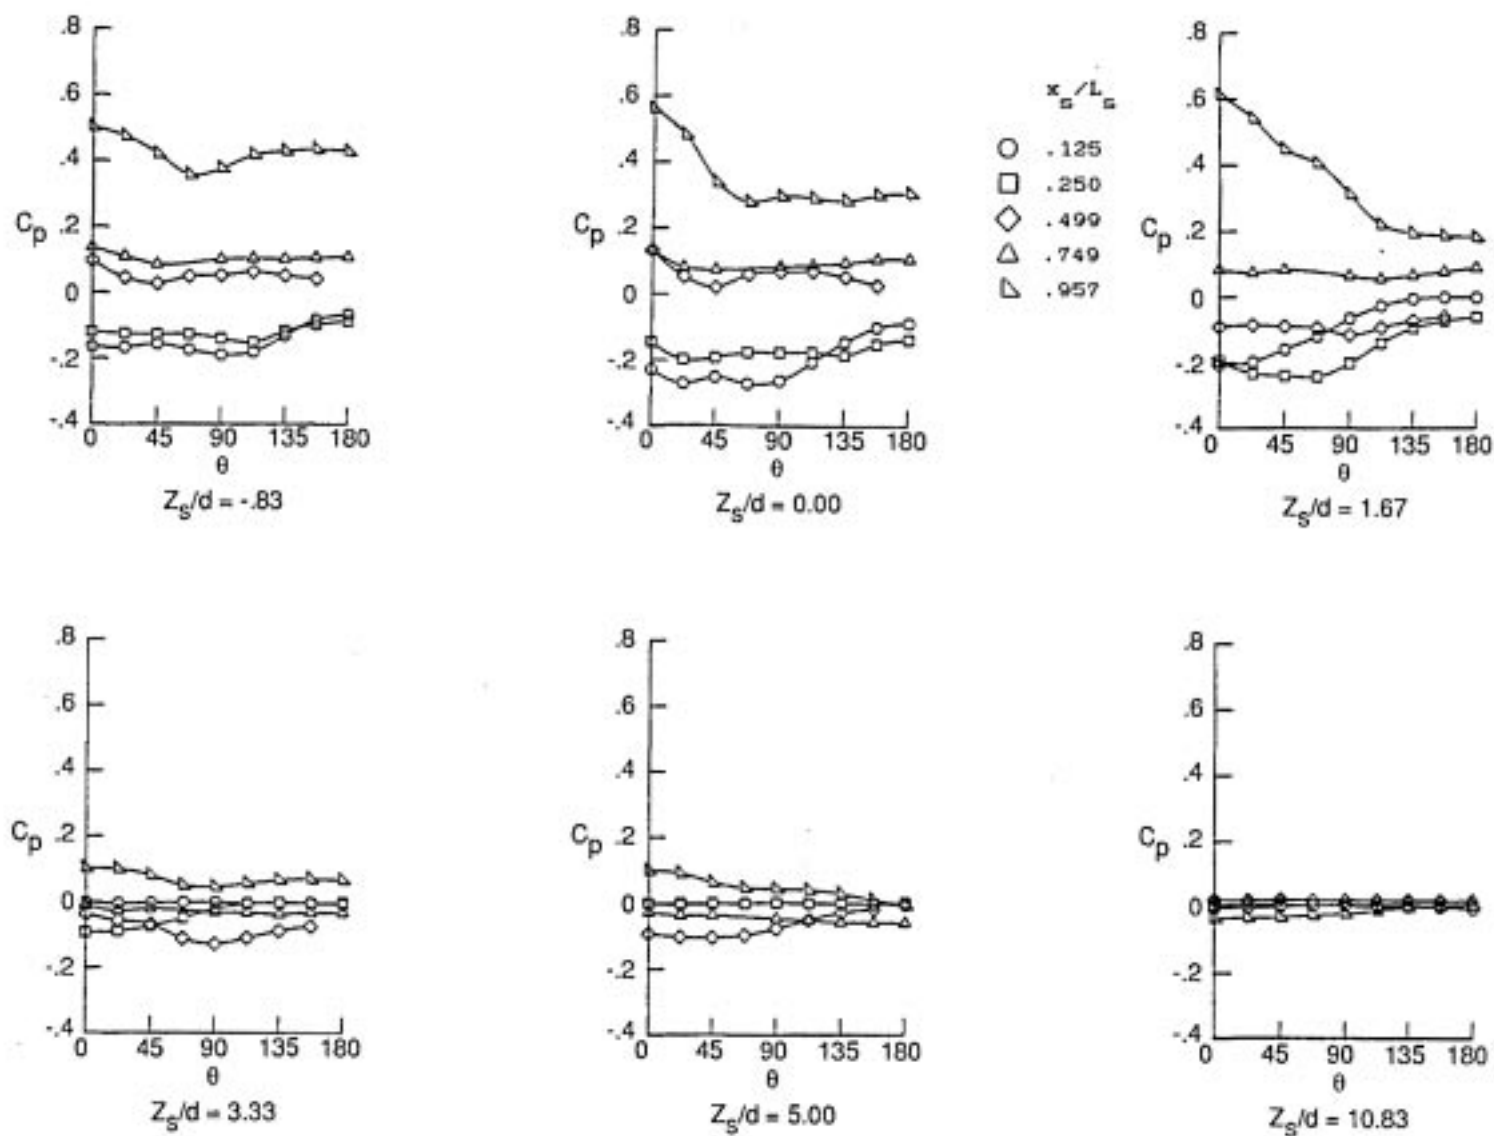 .8
.6
.4
Cp .2
0
-.2
-.4
0 45 90 135 180
θ
Zs/d = -.83
.8
.6
.4
Cp .2
0
-.2
-.4
0 45 90 135 180
θ
Zs/d = 0.00
xs/Ls
.125
.250
.499
.749
.957
.8
.6
.4
Cp .2
0
-.2
-.4
0 45 90 135 180
θ
Zs/d = 1.67
.8
.6
.4
Cp .2
0
-.2
-.4
0 45 90 135 180
θ
Zs/d = 3.33
.8
.6
.4
Cp .2
0
-.2
-.4
0 45 90 135 180
θ
Zs/d = 5.00
.8
.6
.4
Cp .2
0
-.2
-.4
0 45 90 135 180
θ
Zs/d = 10.83